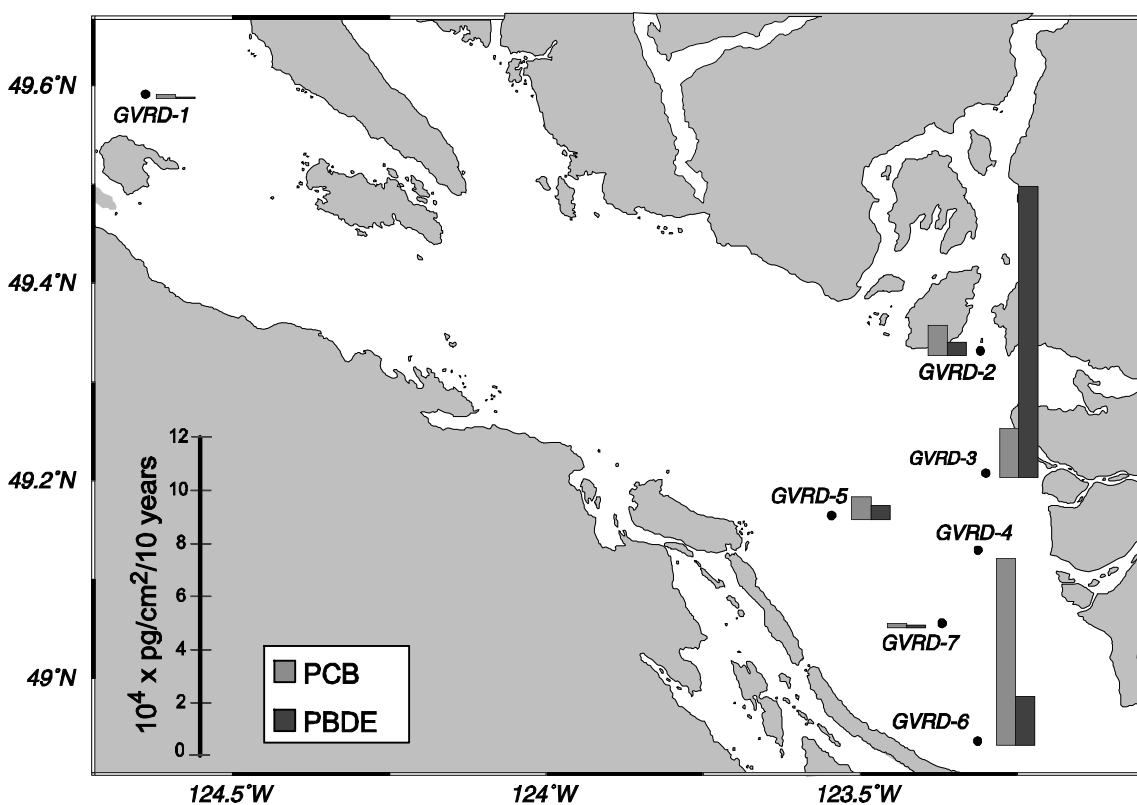 49.6°N
GVRD-1
49.4°N
GVRD-2
12
GVRD-3
49.2°N
10
GVRD-5
GVRD-4
8
6
GVRD-7
4
PCB
49°N
2
PBDE
GVRD-6
0
10⁴ x pg/cm²/10 years
124.5°W
124°W
123.5°W